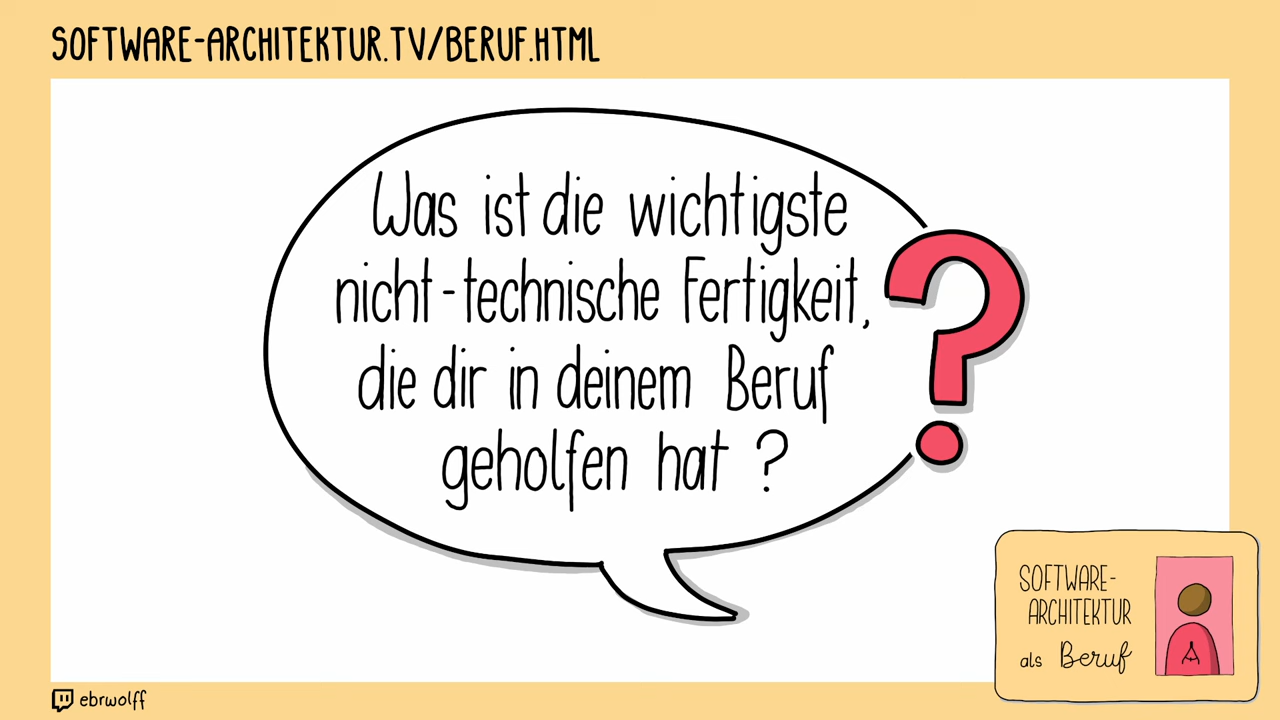 SOFTWARE-ARCHITEKTUR.TV/BERUF.HTML
Was ist die wichtigste
nicht-technische Fertigkeit,
die dir in deinem Beruf
geholfen hat ?
?
SOFTWARE-
ARCHITEKTUR
als Beruf
ebrwolff